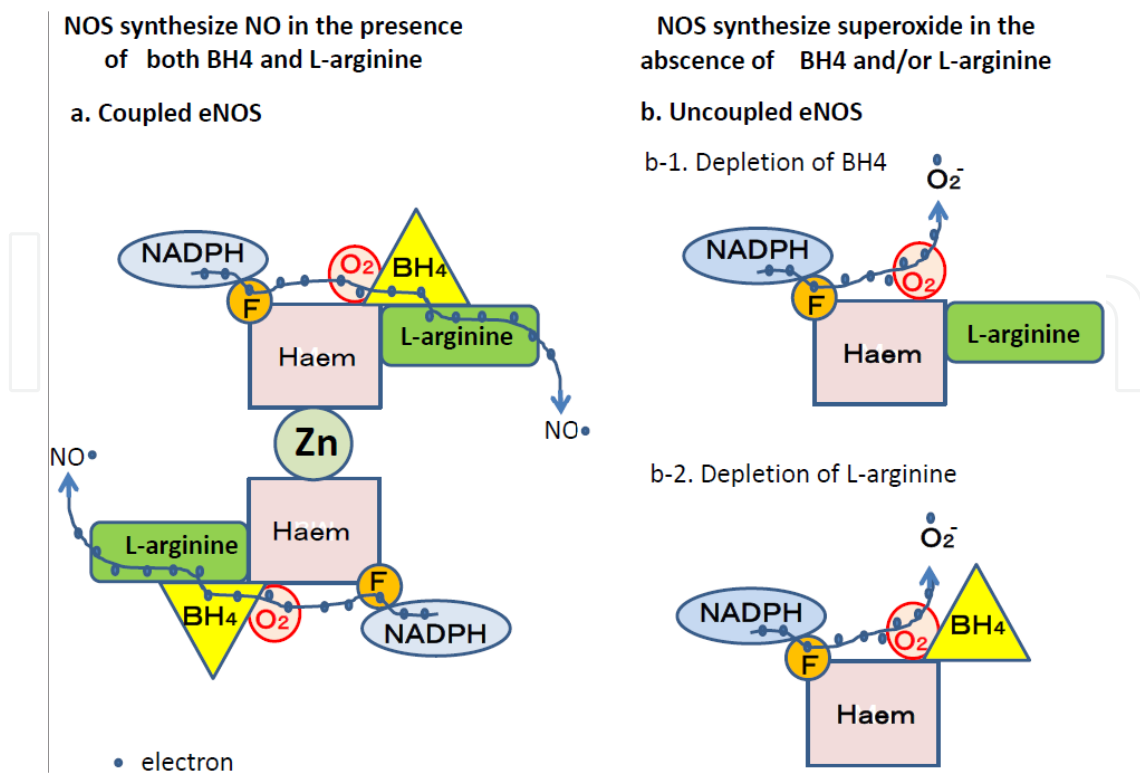 NOS synthesize NO in the presence
of both BH4 and L-arginine
a. Coupled eNOS
NADPH
O2
BH4
F
L-arginine
Haem
NO•
Zn
NO•
Haem
L-arginine
F
BH4
O2
NADPH
• electron
NOS synthesize superoxide in the
abscence of BH4 and/or L-arginine
b. Uncoupled eNOS
b-1. Depletion of BH4
O2-
NADPH
O2
F
L-arginine
Haem
b-2. Depletion of L-arginine
O2-
NADPH
O2
BH4
F
Haem